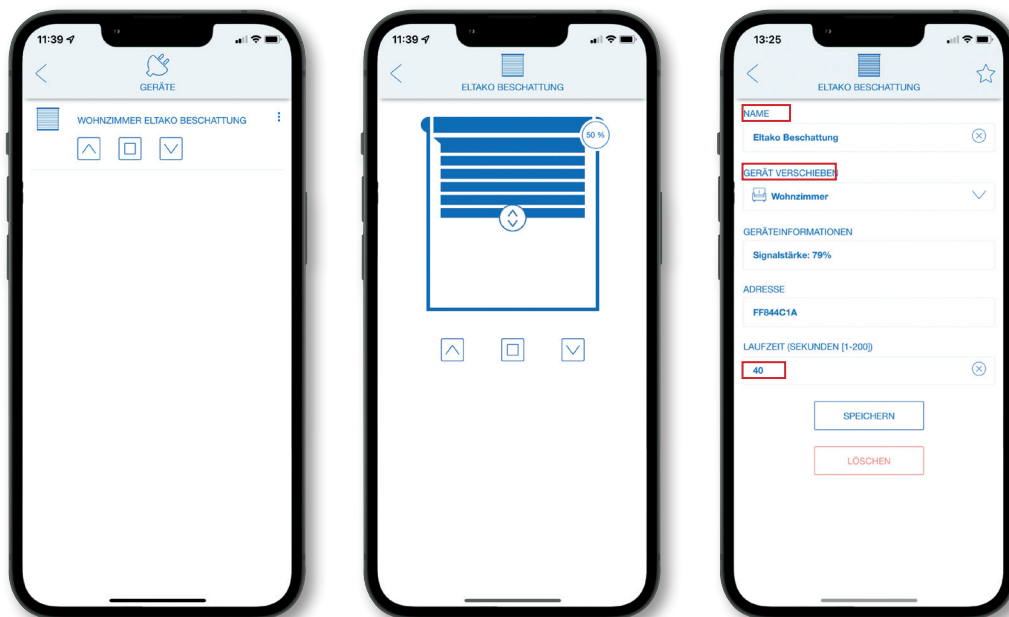 11:39
GERÄTE
WOHNZIMMER ELTAKO BESCHATTUNG
11:39
ELTAKO BESCHATTUNG
50 %
13:25
ELTAKO BESCHATTUNG
NAME
Eltako Beschattung
GERÄT VERSCHIEBEN
Wohnzimmer
GERÄTEINFORMATIONEN
Signalstärke: 79%
ADRESSE
FF844C1A
LAUFZEIT (SEKUNDEN [1-200])
40
SPEICHERN
LÖSCHEN